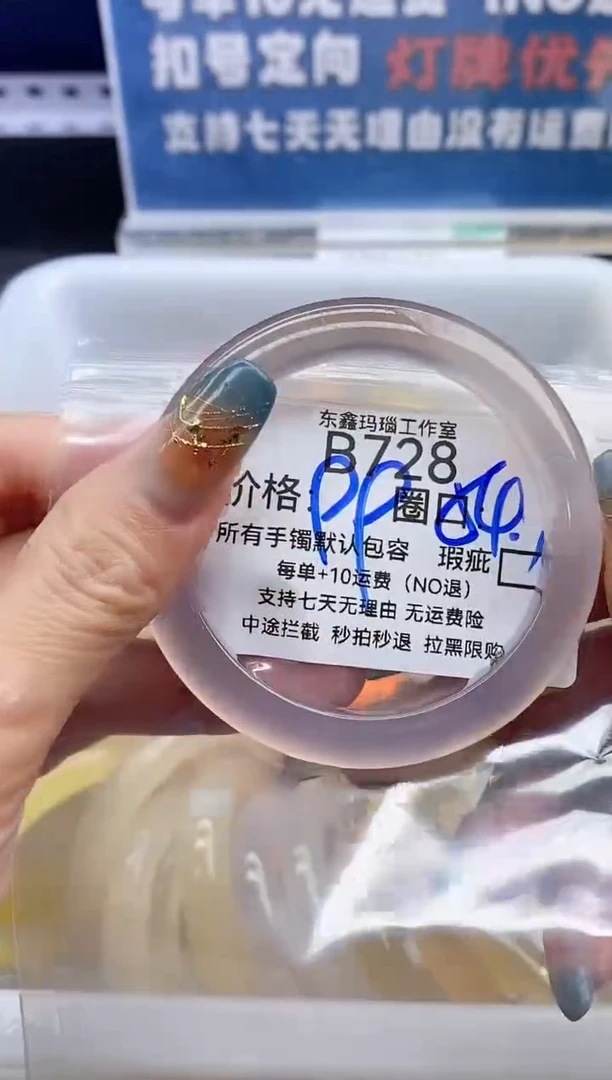 扣号定向 灯牌优先
支持七天无理由没有运费
东鑫玛瑙工作室
B728
价格: 99 圈口: 54.
所有手镯默认包容 瑕疵
每单+10运费（NO退）
支持七天无理由 无运费险
中途拦截 秒拍秒退 拉黑限购